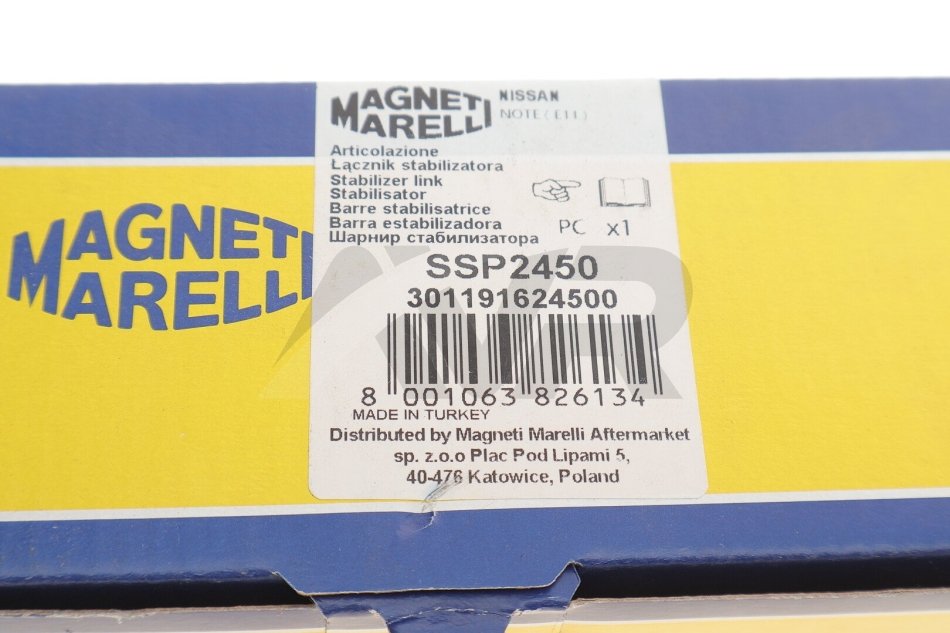 MAGNETI
MARELLI
MAGNETI
MARELLI
NISSAN
NOTE (E11)
Articolazione
Łącznik stabilizatora
Stabilizer link
Stabilisator
Barre stabilisatrice
Barra estabilizadora
Шарнир стабилизатора
PC x1
SSP2450
301191624500
8 001063 826134
MADE IN TURKEY
Distributed by Magneti Marelli Aftermarket
sp. z.o.o Plac Pod Lipami 5,
40-476 Katowice, Poland